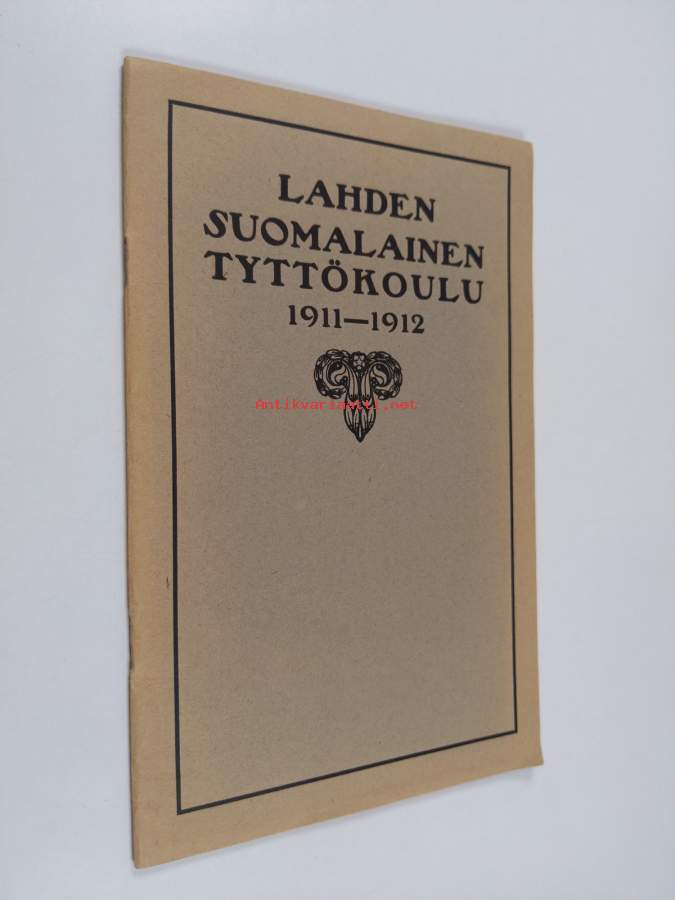 LAHDEN
SUOMALAINEN
TYTTÖKOULU
1911—1912
Antikvariaatti.net